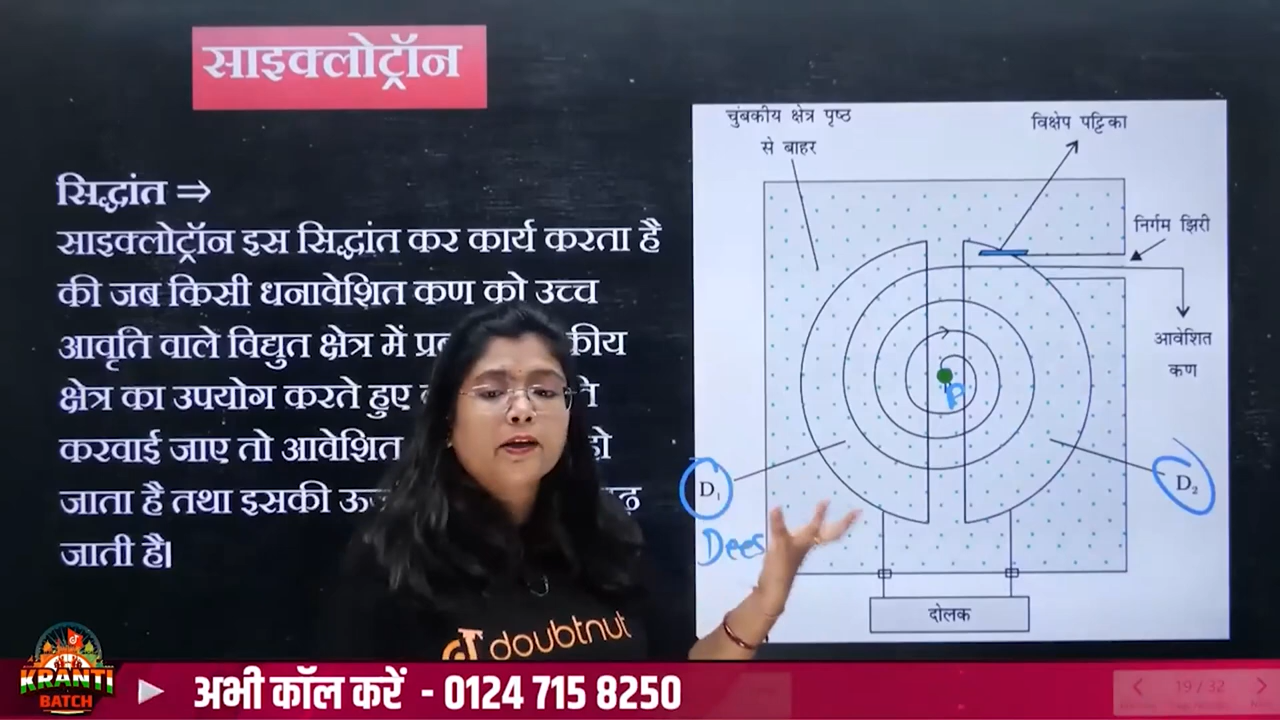 साइक्लोट्रॉन
सिद्धांत ⇒
साइक्लोट्रॉन इस सिद्धांत कर कार्य करता है
की जब किसी धनावेशित कण को उच्च
आवृति वाले विद्युत क्षेत्र में
क्षेत्र का उपयोग करते हुए
करवाई जाए तो आवेशित
जाता है तथा इसकी
जाती है।
चुंबकीय क्षेत्र पृष्ठ
से बाहर
विक्षेप पट्टिका
निर्गम झिरी
आवेशित
कण
P
D₁
D₂
Dees
दोलक
doubtnut
KRANTI
BATCH
अभी कॉल करें - 0124 715 8250
19 / 32